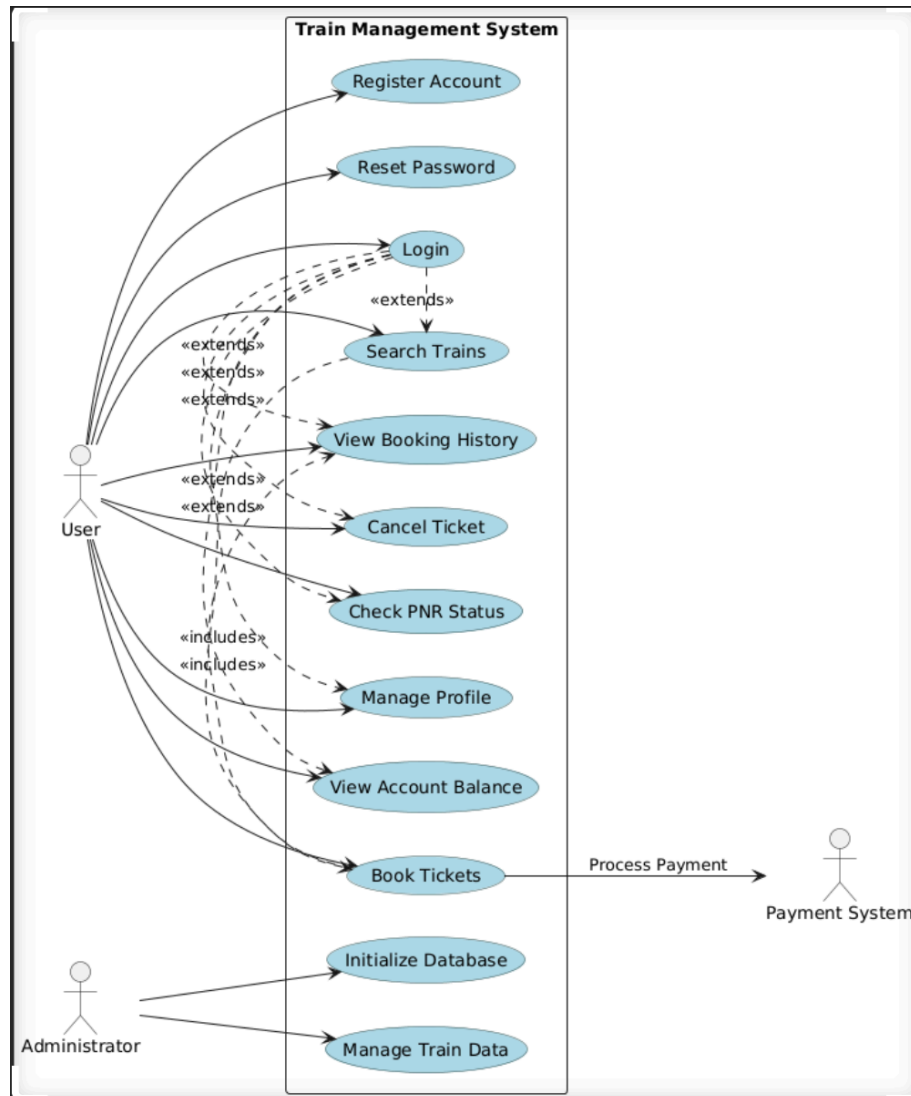 Train Management System
Register Account
Reset Password
Login
«extends»
«extends»
Search Trains
«extends»
«extends»
View Booking History
«extends»
«extends»
Cancel Ticket
User
Check PNR Status
«includes»
«includes»
Manage Profile
View Account Balance
Process Payment
Book Tickets
Payment System
Initialize Database
Administrator
Manage Train Data